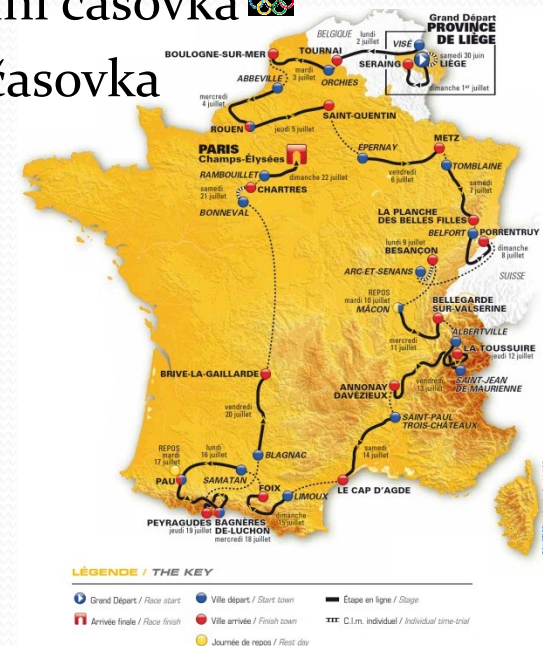 ní časovka
časovka
Grand Départ
PROVINCE
DE LIÈGE
BELGIQUE
lundi
2 juillet
VISÉ
samedi 30 juin
LIÈGE
SERAING
dimanche 1er juillet
BOULOGNE-SUR-MER
TOURNAI
mardi
3 juillet
ORCHIES
ABBEVILLE
mercredi
4 juillet
ROUEN
jeudi 5 juillet
SAINT-QUENTIN
PARIS
Champs-Élysées
ÉPERNAY
METZ
vendredi
6 juillet
TOMBLAINE
RAMBOUILLET
dimanche 22 juillet
samedi
21 juillet
CHARTRES
BONNEVAL
samedi
7 juillet
LA PLANCHE
DES BELLES FILLES
BELFORT
PORRENTRUY
dimanche
8 juillet
lundi 9 juillet
BESANÇON
ARC-ET-SENANS
SUISSE
REPOS
mardi 10 juillet
MÂCON
BELLEGARDE
SUR-VALSERINE
mercredi
11 juillet
ALBERTVILLE
LA TOUSSUIRE
jeudi 12 juillet
SAINT-JEAN
DE MAURIENNE
BRIVE-LA-GAILLARDE
ANNONAY
DAVÉZIEUX
vendredi
13 juillet
vendredi
20 juillet
SAINT-PAUL
TROIS-CHÂTEAUX
samedi
14 juillet
REPOS
mardi
17 juillet
lundi
16 juillet
BLAGNAC
SAMATAN
PAU
FOIX
LIMOUX
LE CAP D'AGDE
dimanche
15 juillet
PEYRAGUDES
jeudi 19 juillet
BAGNÈRES
DE-LUCHON
mercredi 18 juillet
LÉGENDE / THE KEY
Grand Départ / Race start
Ville départ / Start town
Étape en ligne / Stage
Arrivée finale / Race finish
Ville arrivée / Finish town
C.l.m. individuel / Individual time-trial
Journée de repos / Rest day